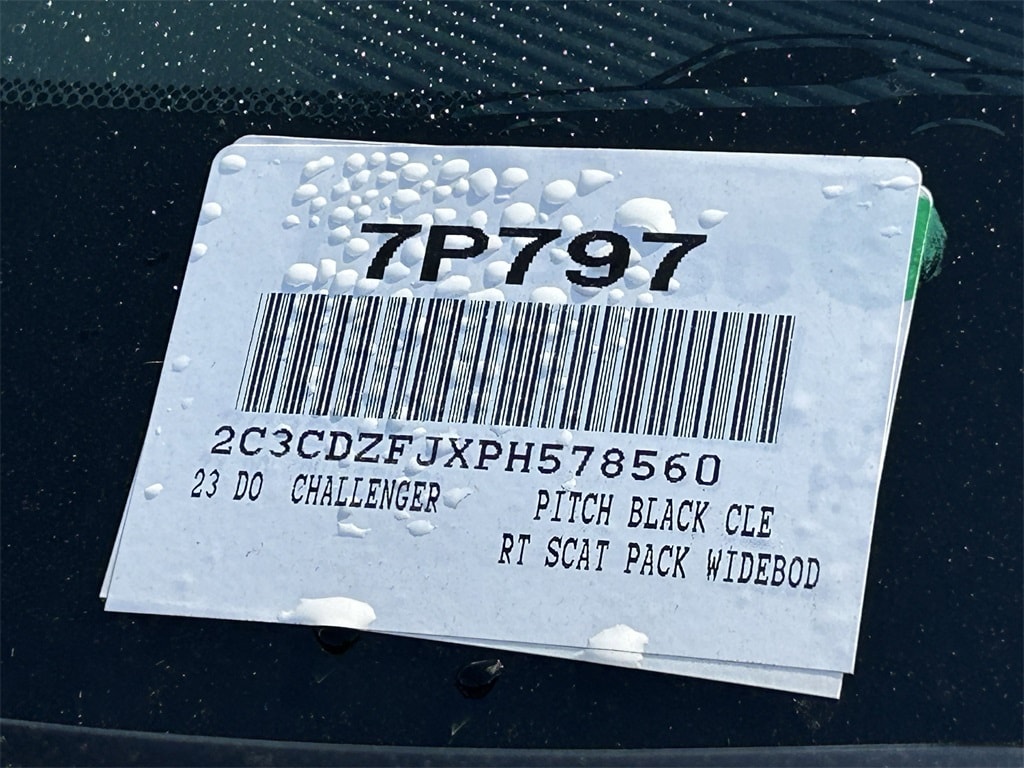 7P797
2C3CDZFJXPH578560
23 DO CHALLENGER PITCH BLACK CLE
RT SCAT PACK WIDEBOD